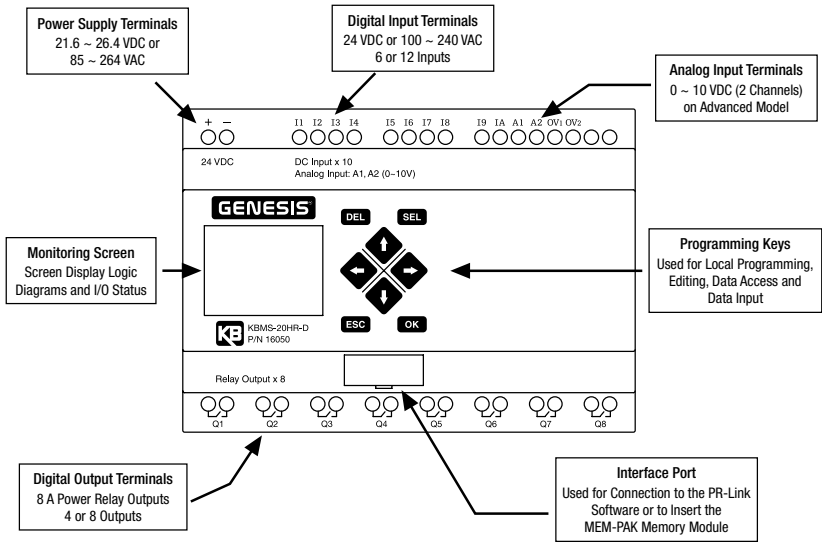 Power Supply Terminals
21.6 ~ 26.4 VDC or
85 ~ 264 VAC
Digital Input Terminals
24 VDC or 100 ~ 240 VAC
6 or 12 Inputs
Analog Input Terminals
0 ~ 10 VDC (2 Channels)
on Advanced Model
+ − I1 I2 I3 I4 I5 I6 I7 I8 I9 IA A1 A2 OV1 OV2
24 VDC
DC Input x 10
Analog Input: A1, A2 (0~10V)
GENESIS®
DEL SEL
Monitoring Screen
Screen Display Logic
Diagrams and I/O Status
Programming Keys
Used for Local Programming,
Editing, Data Access and
Data Input
ESC OK
KB
KBMS-20HR-D
P/N 16050
Relay Output x 8
Q1 Q2 Q3 Q4 Q5 Q6 Q7 Q8
Digital Output Terminals
8 A Power Relay Outputs
4 or 8 Outputs
Interface Port
Used for Connection to the PR-Link
Software or to Insert the
MEM-PAK Memory Module